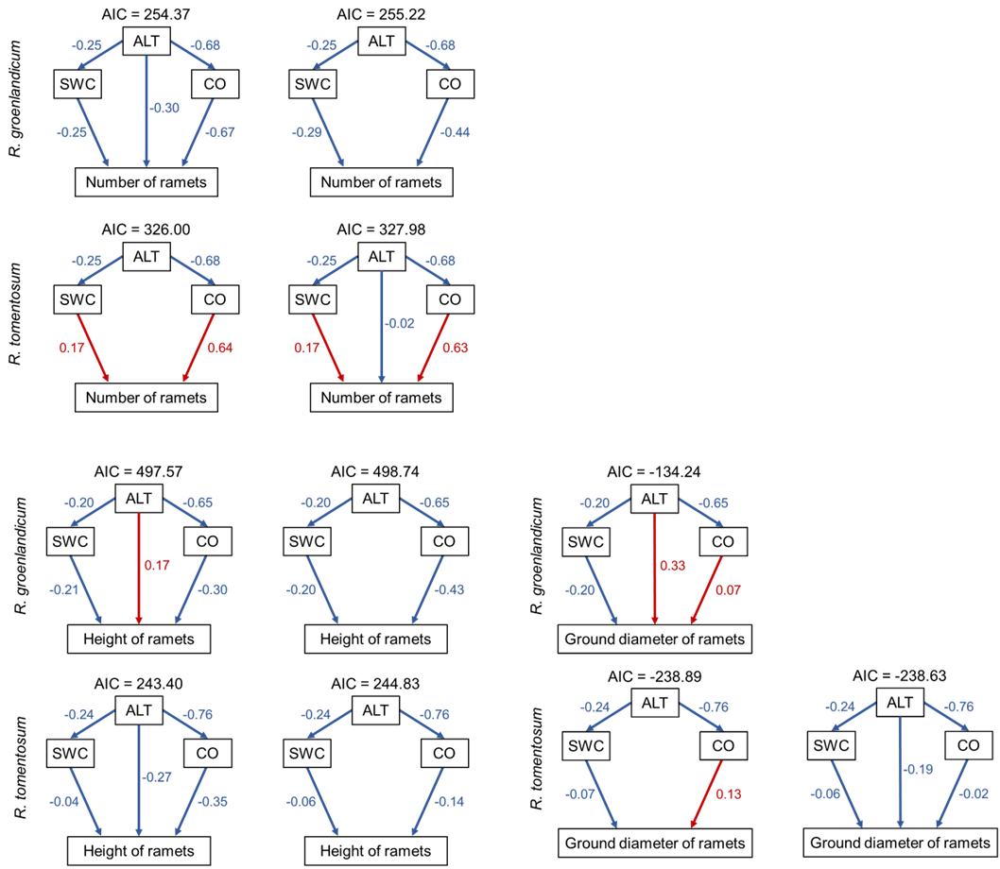 AIC = 254.37
AIC = 255.22
R. groenlandicum
ALT
ALT
-0.25
-0.68
-0.25
-0.68
SWC
CO
SWC
CO
-0.30
-0.25
-0.67
-0.29
-0.44
Number of ramets
Number of ramets
AIC = 326.00
AIC = 327.98
R. tomentosum
ALT
ALT
-0.25
-0.68
-0.25
-0.68
SWC
CO
SWC
CO
-0.02
0.17
0.64
0.17
0.63
Number of ramets
Number of ramets
AIC = 497.57
AIC = 498.74
AIC = -134.24
R. groenlandicum
ALT
ALT
R. groenlandicum
ALT
-0.20
-0.65
-0.20
-0.65
-0.20
-0.65
SWC
CO
SWC
CO
SWC
CO
0.17
0.33
-0.21
-0.30
-0.20
-0.43
-0.20
0.07
Height of ramets
Height of ramets
Ground diameter of ramets
AIC = 243.40
AIC = 244.83
AIC = -238.89
AIC = -238.63
R. tomentosum
ALT
ALT
R. tomentosum
ALT
ALT
-0.24
-0.76
-0.24
-0.76
-0.24
-0.76
-0.24
-0.76
SWC
CO
SWC
CO
SWC
CO
SWC
CO
-0.27
-0.19
-0.04
-0.35
-0.06
-0.14
-0.07
0.13
-0.06
-0.02
Height of ramets
Height of ramets
Ground diameter of ramets
Ground diameter of ramets